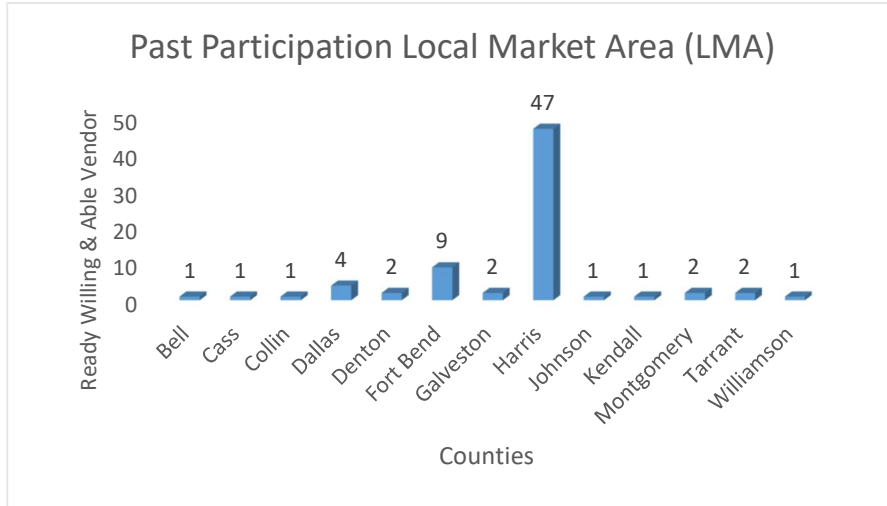 Past Participation Local Market Area (LMA)
Ready Willing & Able Vendor
50
40
30
20
10
0
1
1
1
4
2
9
2
47
1
1
2
2
1
Bell
Cass
Collin
Dallas
Denton
Fort Bend
Galveston
Harris
Johnson
Kendall
Montgomery
Tarrant
Williamson
Counties